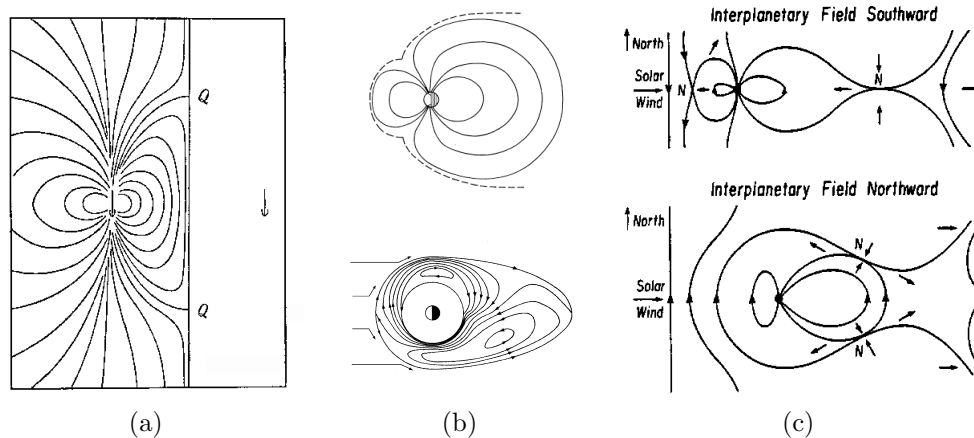 Q
Q
Interplanetary Field Southward
North
Solar
Wind
N
N
Interplanetary Field Northward
North
Solar
Wind
N
N
(a)
(b)
(c)